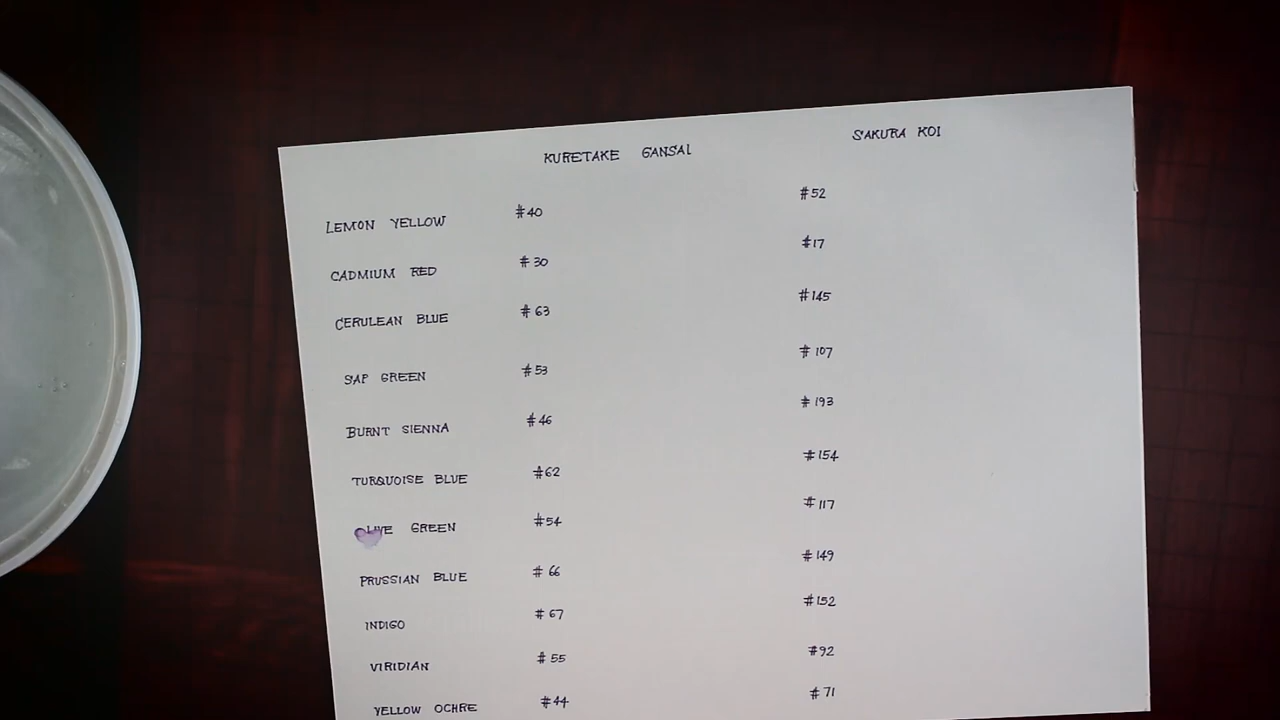 KURETAKE GANSAI SAKURA KOI
LEMON YELLOW #40 #52
CADMIUM RED #30 #17
CERULEAN BLUE #63 #145
SAP GREEN #53 #107
BURNT SIENNA #46 #193
TURQUOISE BLUE #62 #154
OLIVE GREEN #54 #117
PRUSSIAN BLUE #66 #149
INDIGO #67 #152
VIRIDIAN #55 #92
YELLOW OCHRE #44 #71